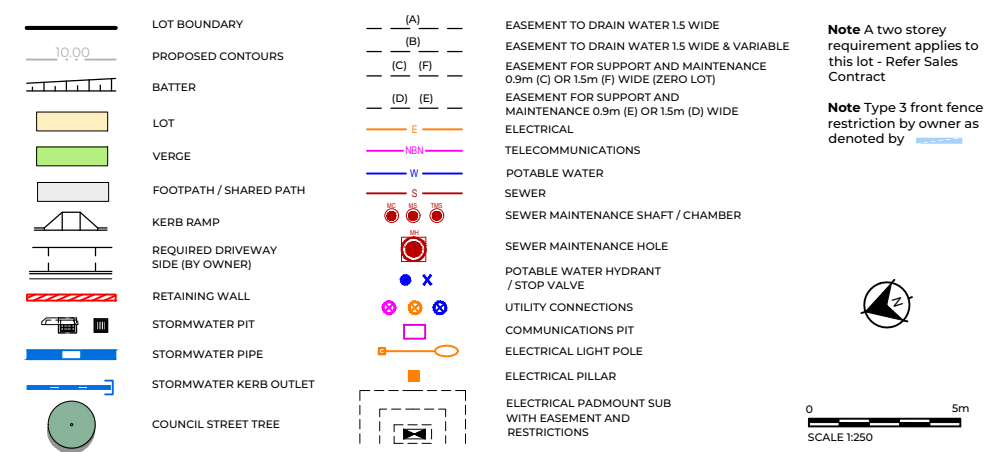 LOT BOUNDARY
10.00
PROPOSED CONTOURS
BATTER
LOT
VERGE
FOOTPATH / SHARED PATH
KERB RAMP
REQUIRED DRIVEWAY
SIDE (BY OWNER)
RETAINING WALL
STORMWATER PIT
STORMWATER PIPE
STORMWATER KERB OUTLET
COUNCIL STREET TREE
(A)
EASEMENT TO DRAIN WATER 1.5 WIDE
(B)
EASEMENT TO DRAIN WATER 1.5 WIDE & VARIABLE
(C) (F)
EASEMENT FOR SUPPORT AND MAINTENANCE
0.9m (C) OR 1.5m (F) WIDE (ZERO LOT)
(D) (E)
EASEMENT FOR SUPPORT AND
MAINTENANCE 0.9m (E) OR 1.5m (D) WIDE
E
ELECTRICAL
NBN
TELECOMMUNICATIONS
W
POTABLE WATER
S
SEWER
MC MS TMS
SEWER MAINTENANCE SHAFT / CHAMBER
MH
SEWER MAINTENANCE HOLE
POTABLE WATER HYDRANT
/ STOP VALVE
UTILITY CONNECTIONS
COMMUNICATIONS PIT
ELECTRICAL LIGHT POLE
ELECTRICAL PILLAR
ELECTRICAL PADMOUNT SUB
WITH EASEMENT AND
RESTRICTIONS
Note A two storey
requirement applies to
this lot - Refer Sales
Contract
Note Type 3 front fence
restriction by owner as
denoted by
N
0 5m
SCALE 1:250